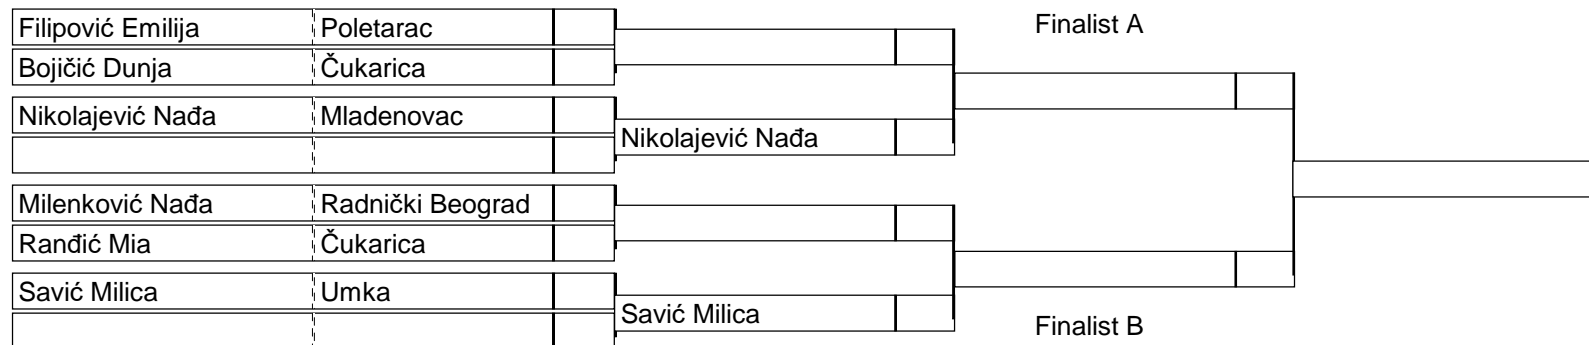 Filipović Emilija Poletarac
Bojičić Dunja Čukarica
Nikolajević Nađa Mladenovac
Milenković Nađa Radnički Beograd
Ranđić Mia Čukarica
Savić Milica Umka
Nikolajević Nađa
Savić Milica
Finalist A
Finalist B